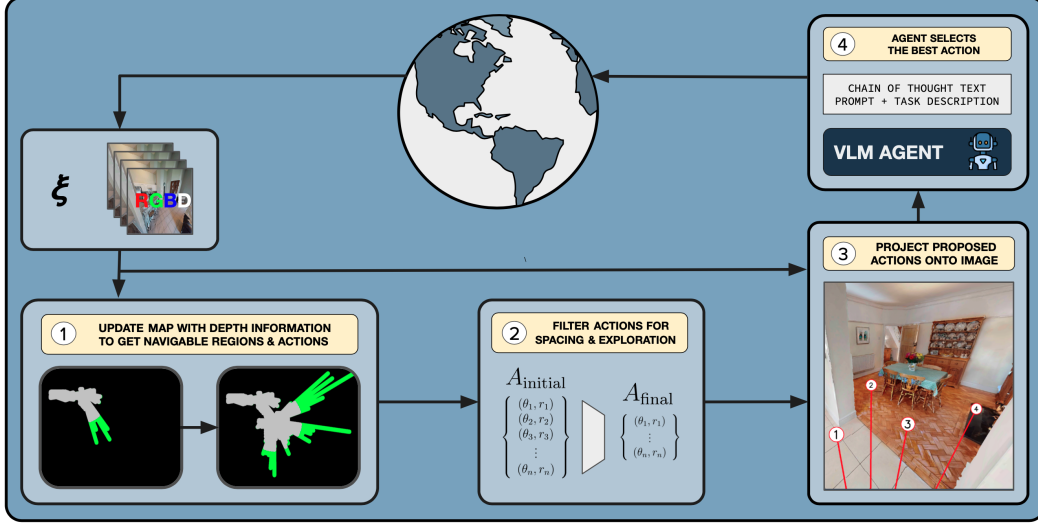 ξ
RGBD
1
UPDATE MAP WITH DEPTH INFORMATION
TO GET NAVIGABLE REGIONS & ACTIONS
2
FILTER ACTIONS FOR
SPACING & EXPLORATION
A_initial
(θ₁, r₁)
(θ₂, r₂)
(θ₃, r₃)
⋮
(θₙ, rₙ)
A_final
(θ₁, r₁)
⋮
(θₙ, rₙ)
3
PROJECT PROPOSED
ACTIONS ONTO IMAGE
1
2
3
4
4
AGENT SELECTS
THE BEST ACTION
CHAIN OF THOUGHT TEXT
PROMPT + TASK DESCRIPTION
VLM AGENT